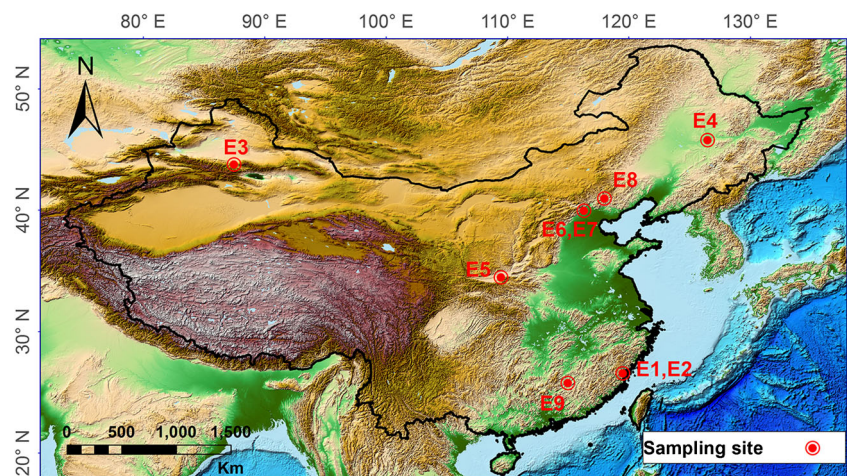 80° E 90° E 100° E 110° E 120° E 130° E
50° N
40° N
30° N
20° N
N
E3
E4
E8
E6,E7
E5
E1,E2
E9
0 500 1,000 1,500
Km
Sampling site